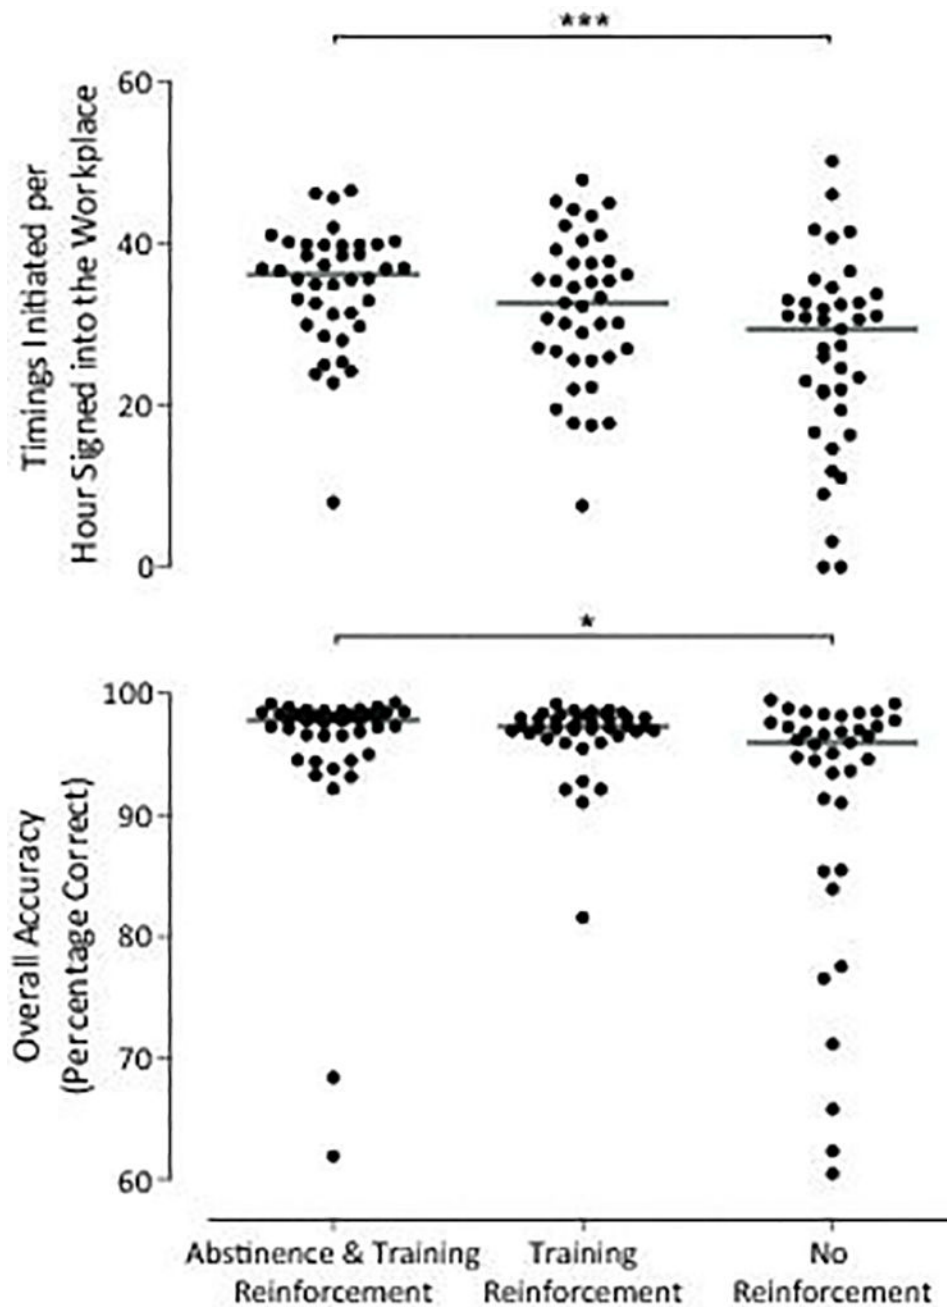 ***
60
40
20
0
Timings Initiated per
Hour Signed into the Workplace
*
100
90
80
70
60
Overall Accuracy
(Percentage Correct)
Abstinence & Training
Reinforcement
Training
Reinforcement
No
Reinforcement